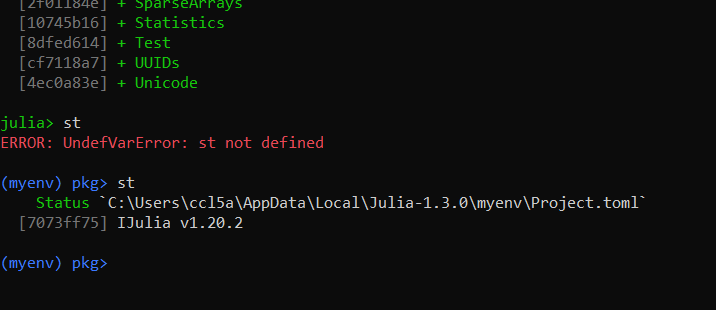 [2f01184e] + SparseArrays
[10745b16] + Statistics
[8dfed614] + Test
[cf7118a7] + UUIDs
[4ec0a83e] + Unicode
julia> st
ERROR: UndefVarError: st not defined
(myenv) pkg> st
Status `C:\Users\ccl5a\AppData\Local\Julia-1.3.0\myenv\Project.toml`
[7073ff75] IJulia v1.20.2
(myenv) pkg>